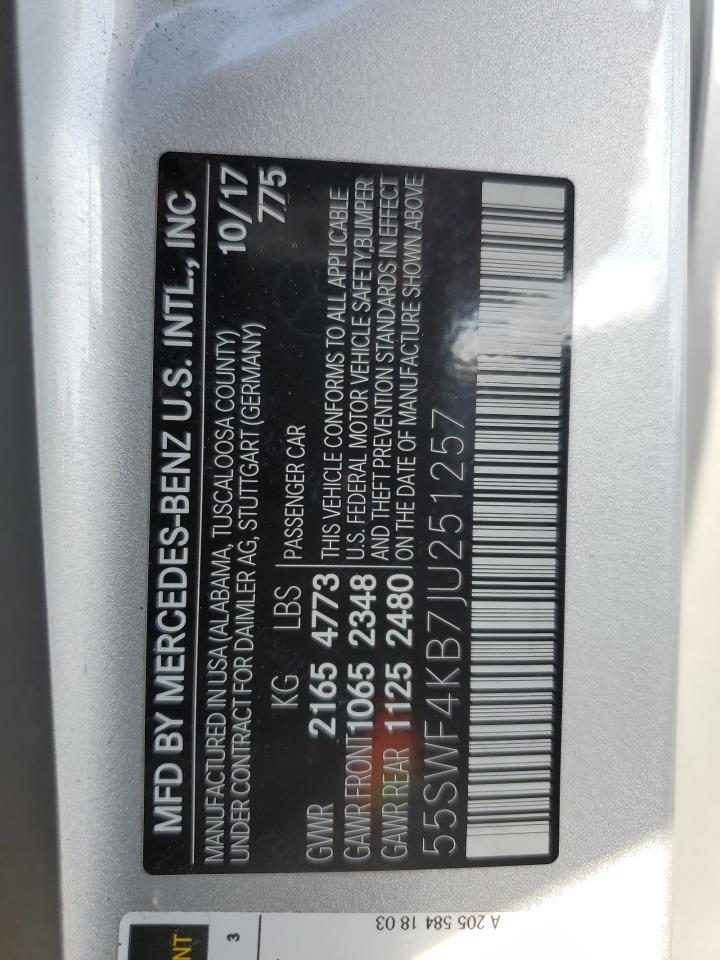 MFD BY MERCEDES-BENZ U.S. INTL., INC
MANUFACTURED IN USA (ALABAMA, TUSCALOOSA COUNTY) 10/17
UNDER CONTRACT FOR DAIMLER AG, STUTTGART (GERMANY) 775
KG LBS PASSENGER CAR
GVWR 2165 4773 THIS VEHICLE CONFORMS TO ALL APPLICABLE
GAWR FRONT 1065 2348 U.S. FEDERAL MOTOR VEHICLE SAFETY,BUMPER
GAWR REAR 1125 2480 AND THEFT PREVENTION STANDARDS IN EFFECT
ON THE DATE OF MANUFACTURE SHOWN ABOVE
55SWF4KB7JU251257
A 205 584 18 03
3